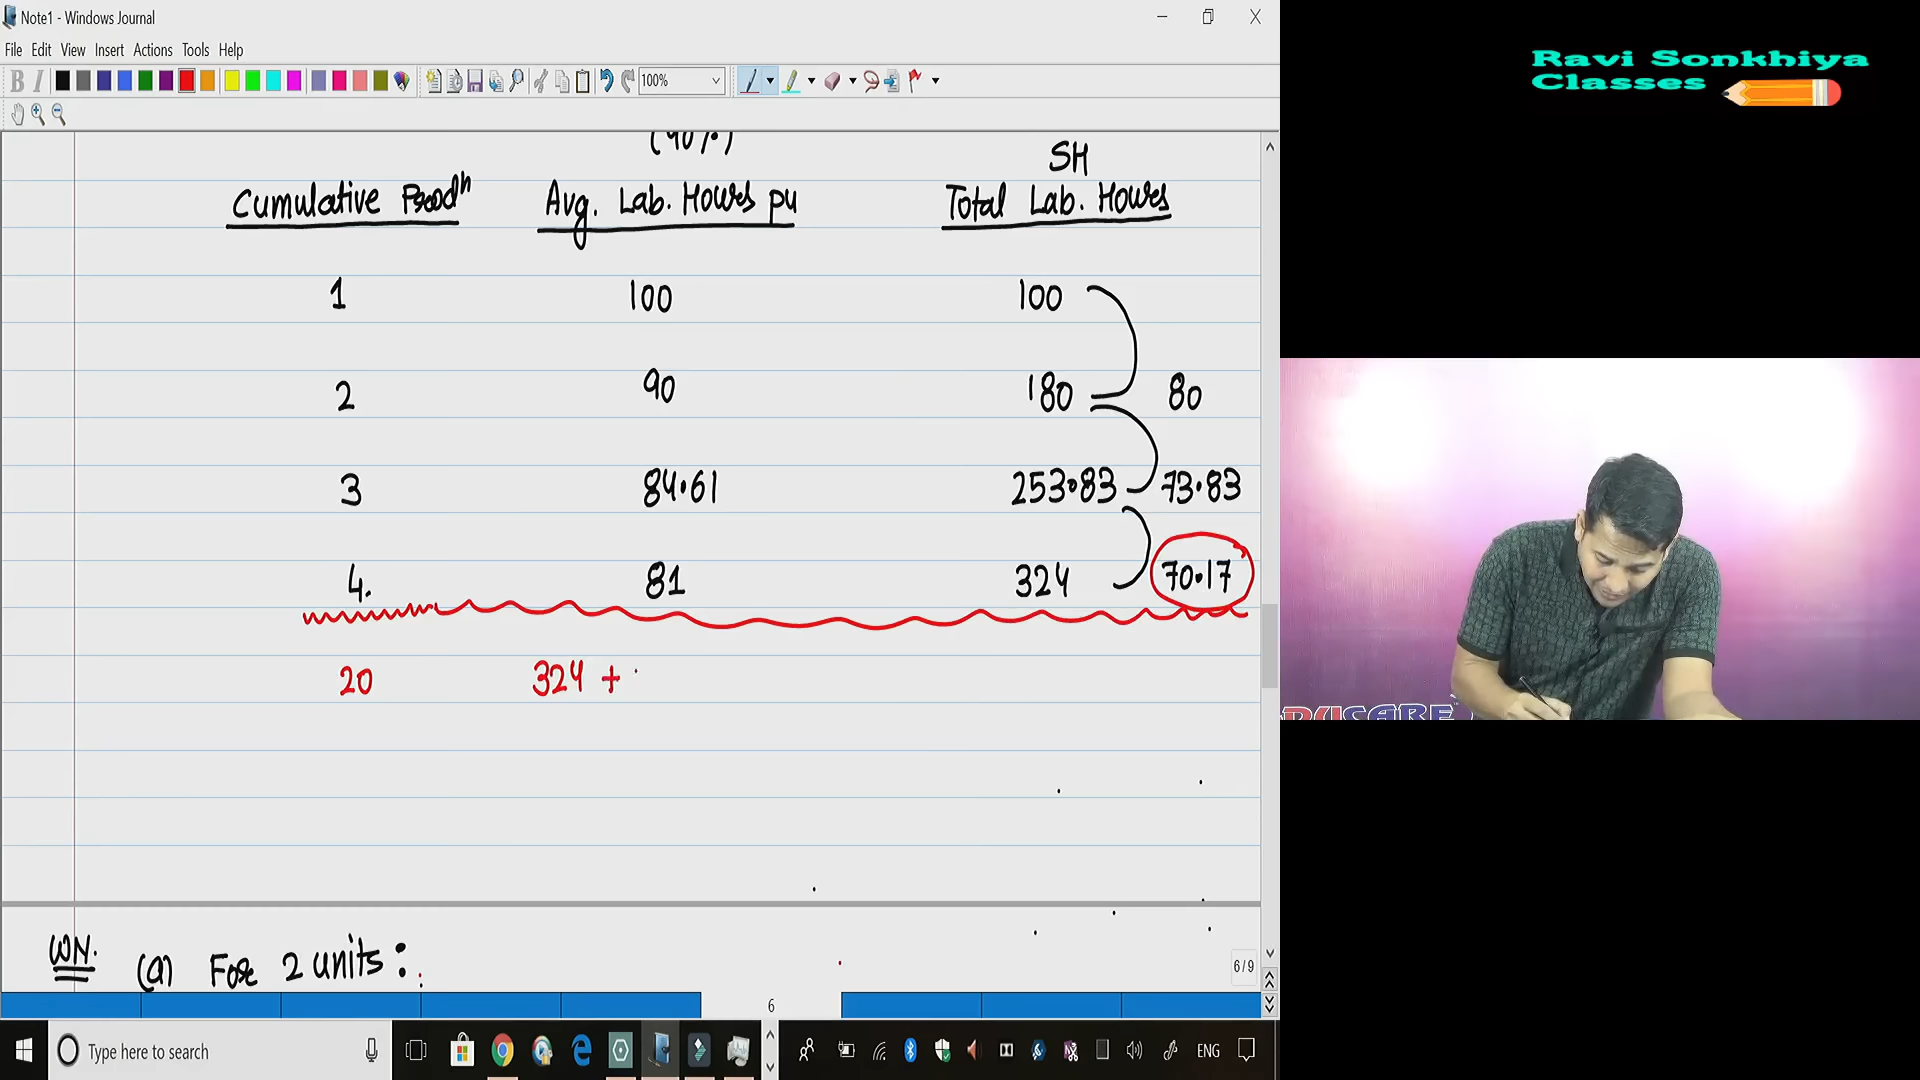 Note1 - Windows Journal
File Edit View Insert Actions Tools Help
B I 100%
Ravi Sonkhiya
Classes
(90%)
SH
Cumulative Prodn Avg. Lab. Hours pu Total Lab. Hours
1 100 100
2 90 180 80
3 84.61 253.83 73.83
4. 81 324 70.17
20 324 +
WN. (a) For 2 units :
6/9
6
Type here to search
ENG